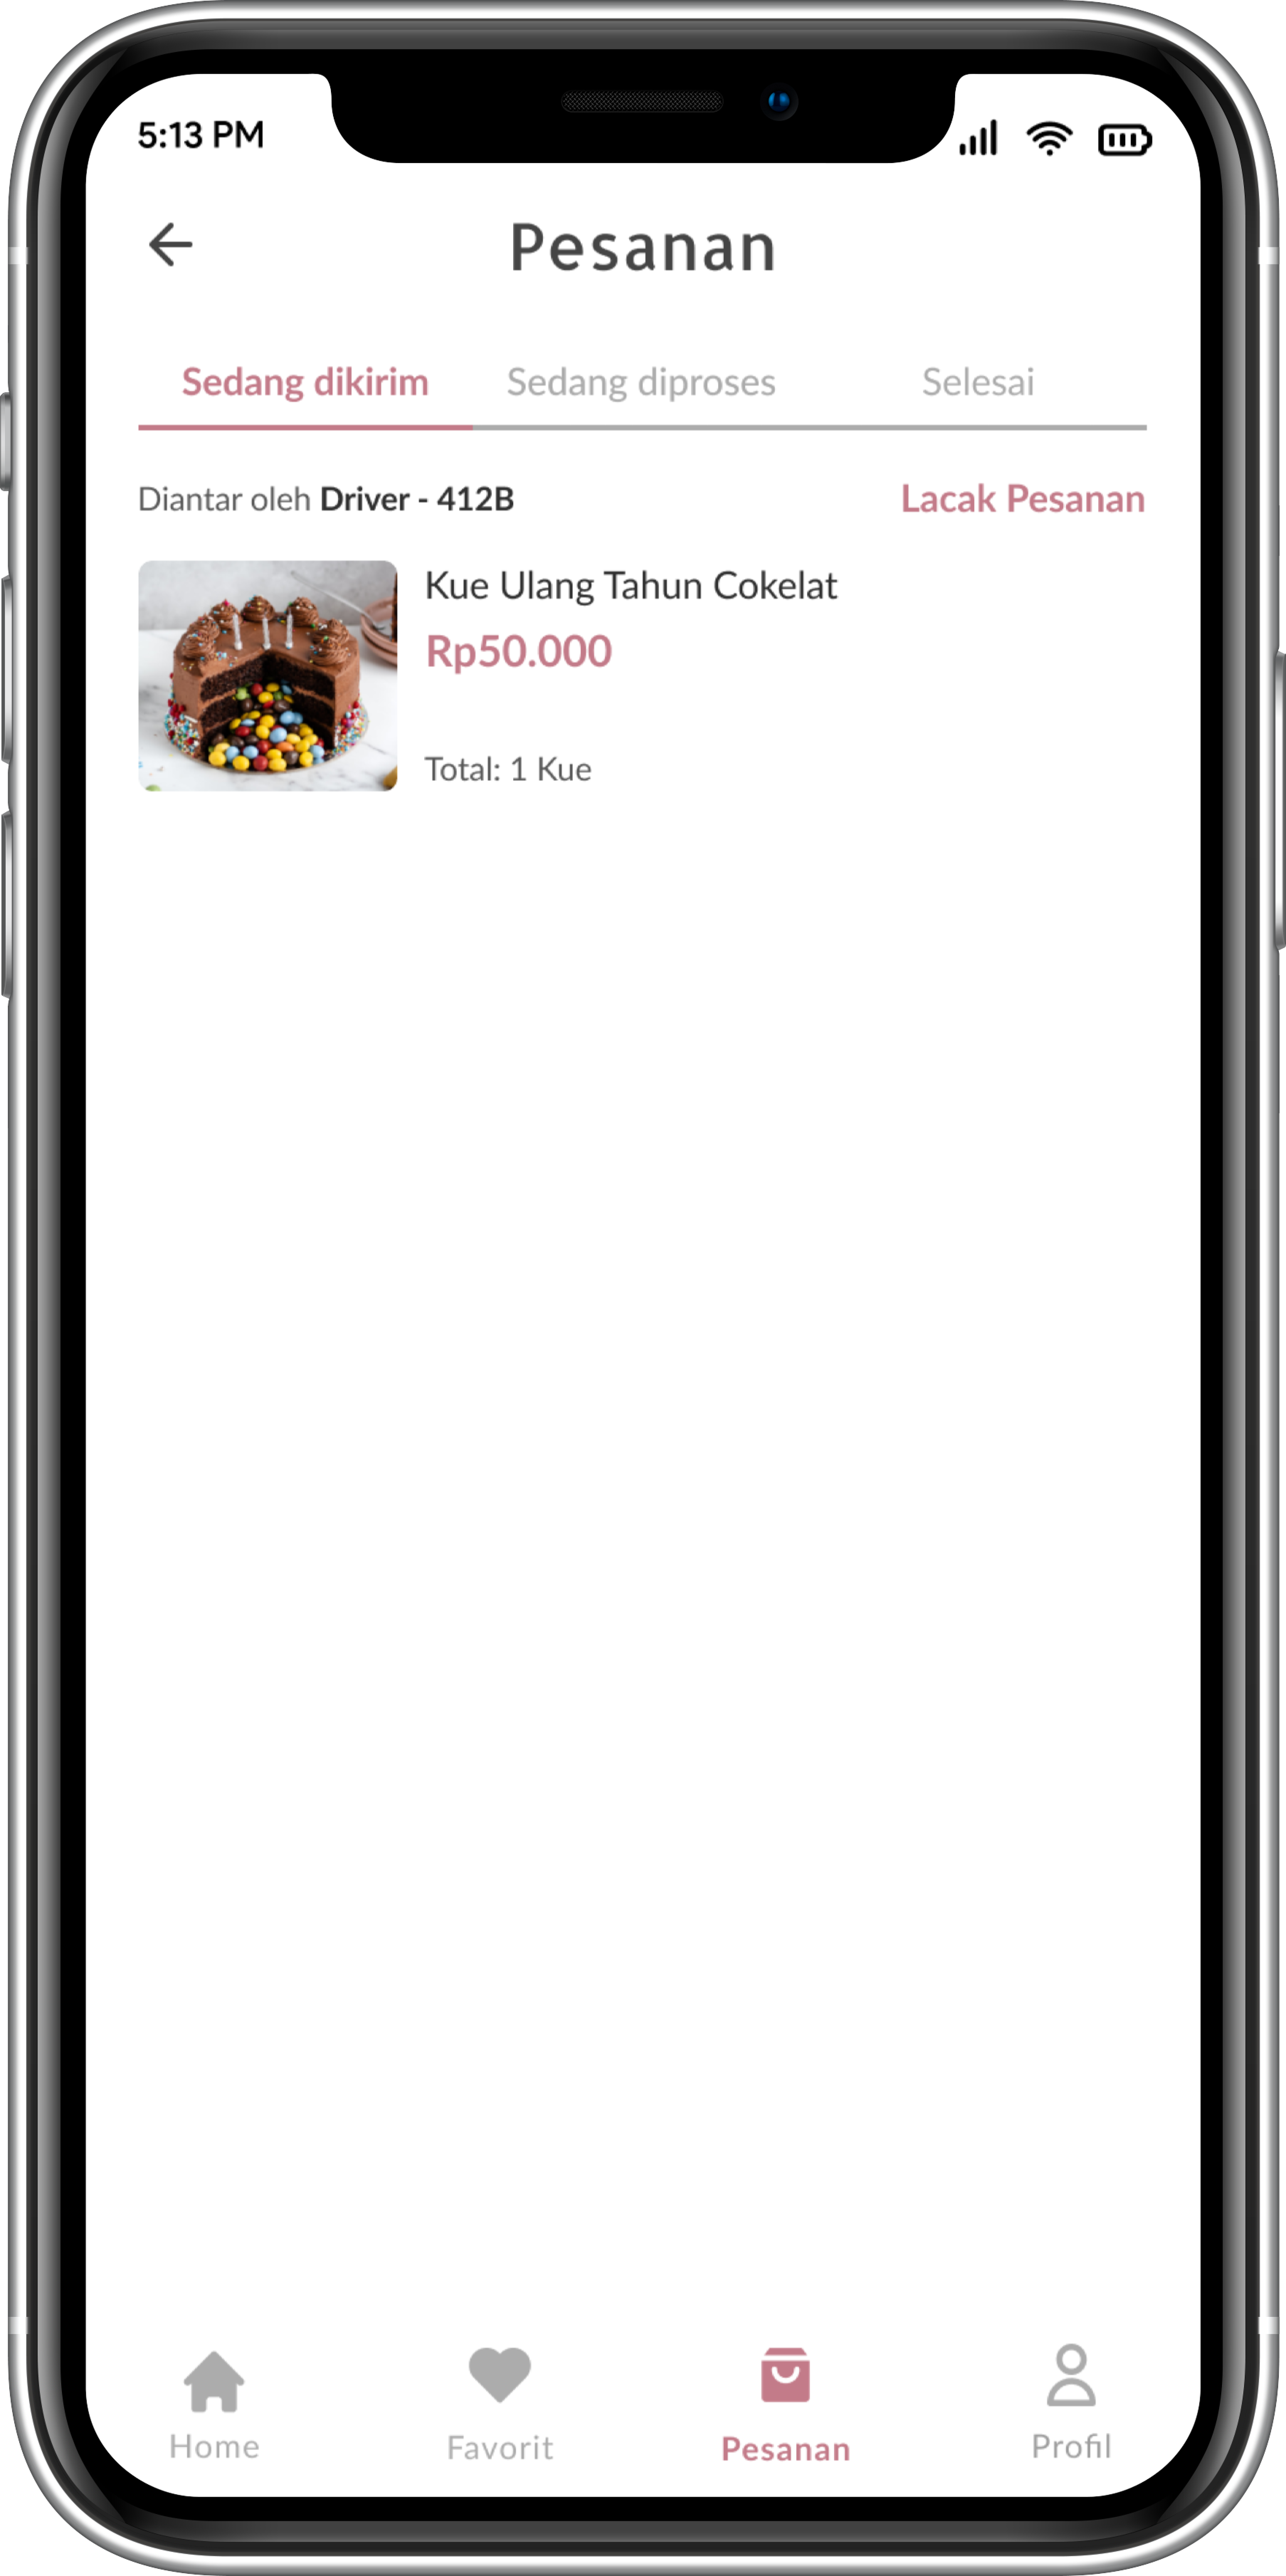 5:13 PM
Pesanan
Sedang dikirim Sedang diproses Selesai
Diantar oleh Driver - 412B Lacak Pesanan
Kue Ulang Tahun Cokelat
Rp50.000
Total: 1 Kue
Home Favorit Pesanan Profil